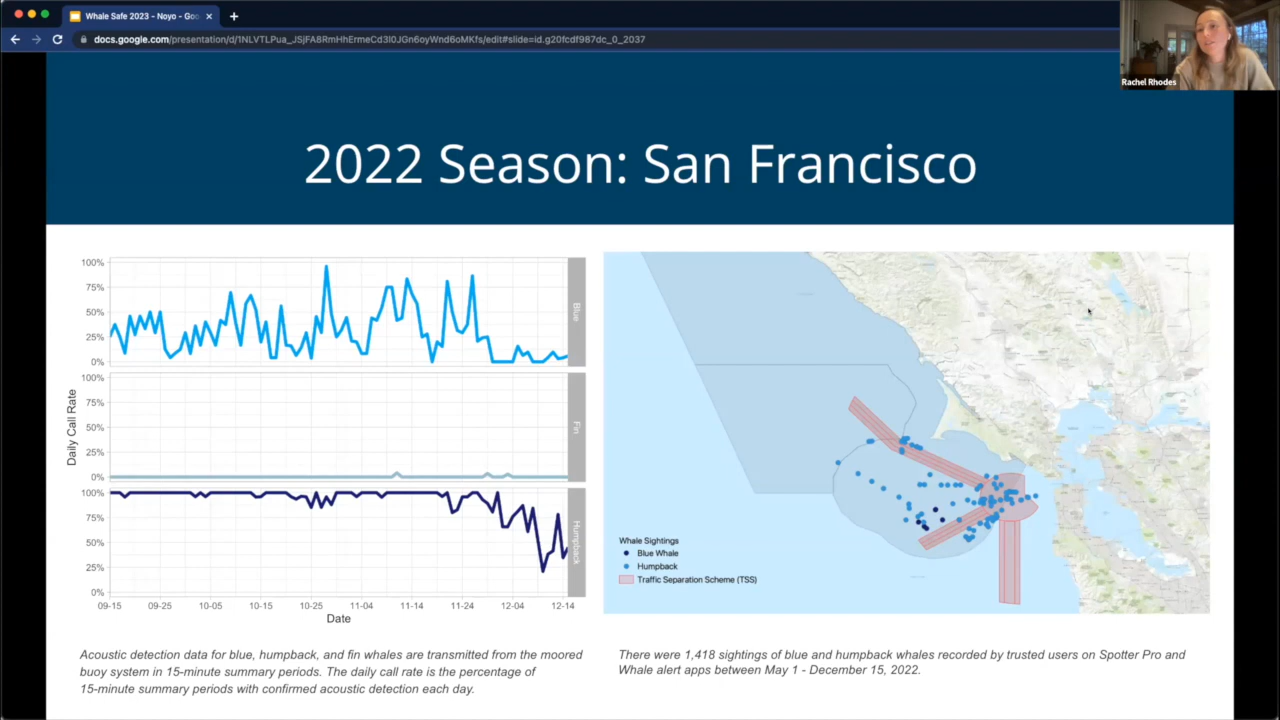 Whale Safe 2023 - Noyo - Goo
docs.google.com/presentation/d/1NLVTLPua_JSjFA8RmHhErmeCd3I0JGn6oyWnd6oMKfs/edit#slide=id.g20fcdf987dc_0_2037
Rachel Rhodes
2022 Season: San Francisco
100%
75%
50%
25%
0%
Blue
100%
75%
50%
25%
0%
Fin
100%
75%
50%
25%
0%
Humpback
Daily Call Rate
09-15 09-25 10-05 10-15 10-25 11-04 11-14 11-24 12-04 12-14
Date
Whale Sightings
Blue Whale
Humpback
Traffic Separation Scheme (TSS)
Acoustic detection data for blue, humpback, and fin whales are transmitted from the moored
buoy system in 15-minute summary periods. The daily call rate is the percentage of
15-minute summary periods with confirmed acoustic detection each day.
There were 1,418 sightings of blue and humpback whales recorded by trusted users on Spotter Pro and
Whale alert apps between May 1 - December 15, 2022.